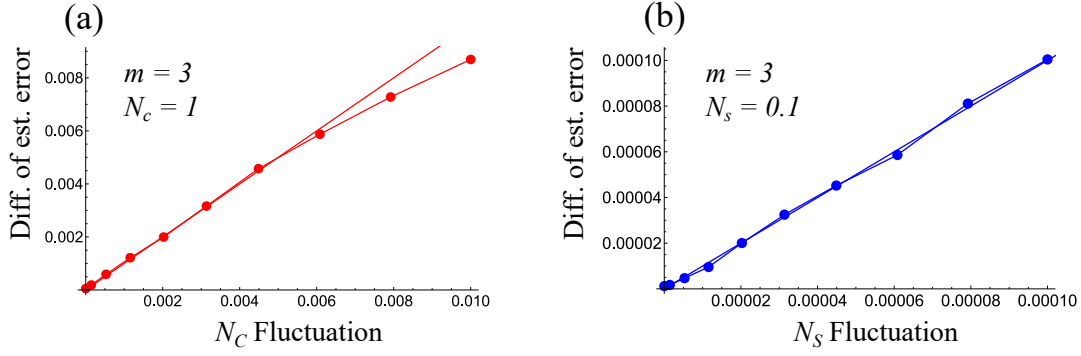 (a)
m = 3
N_c = 1
Diff. of est. error
0.008
0.006
0.004
0.002
0.002
0.004
0.006
0.008
0.010
N_C Fluctuation
(b)
m = 3
N_s = 0.1
Diff. of est. error
0.00010
0.00008
0.00006
0.00004
0.00002
0.00002
0.00004
0.00006
0.00008
0.00010
N_S Fluctuation